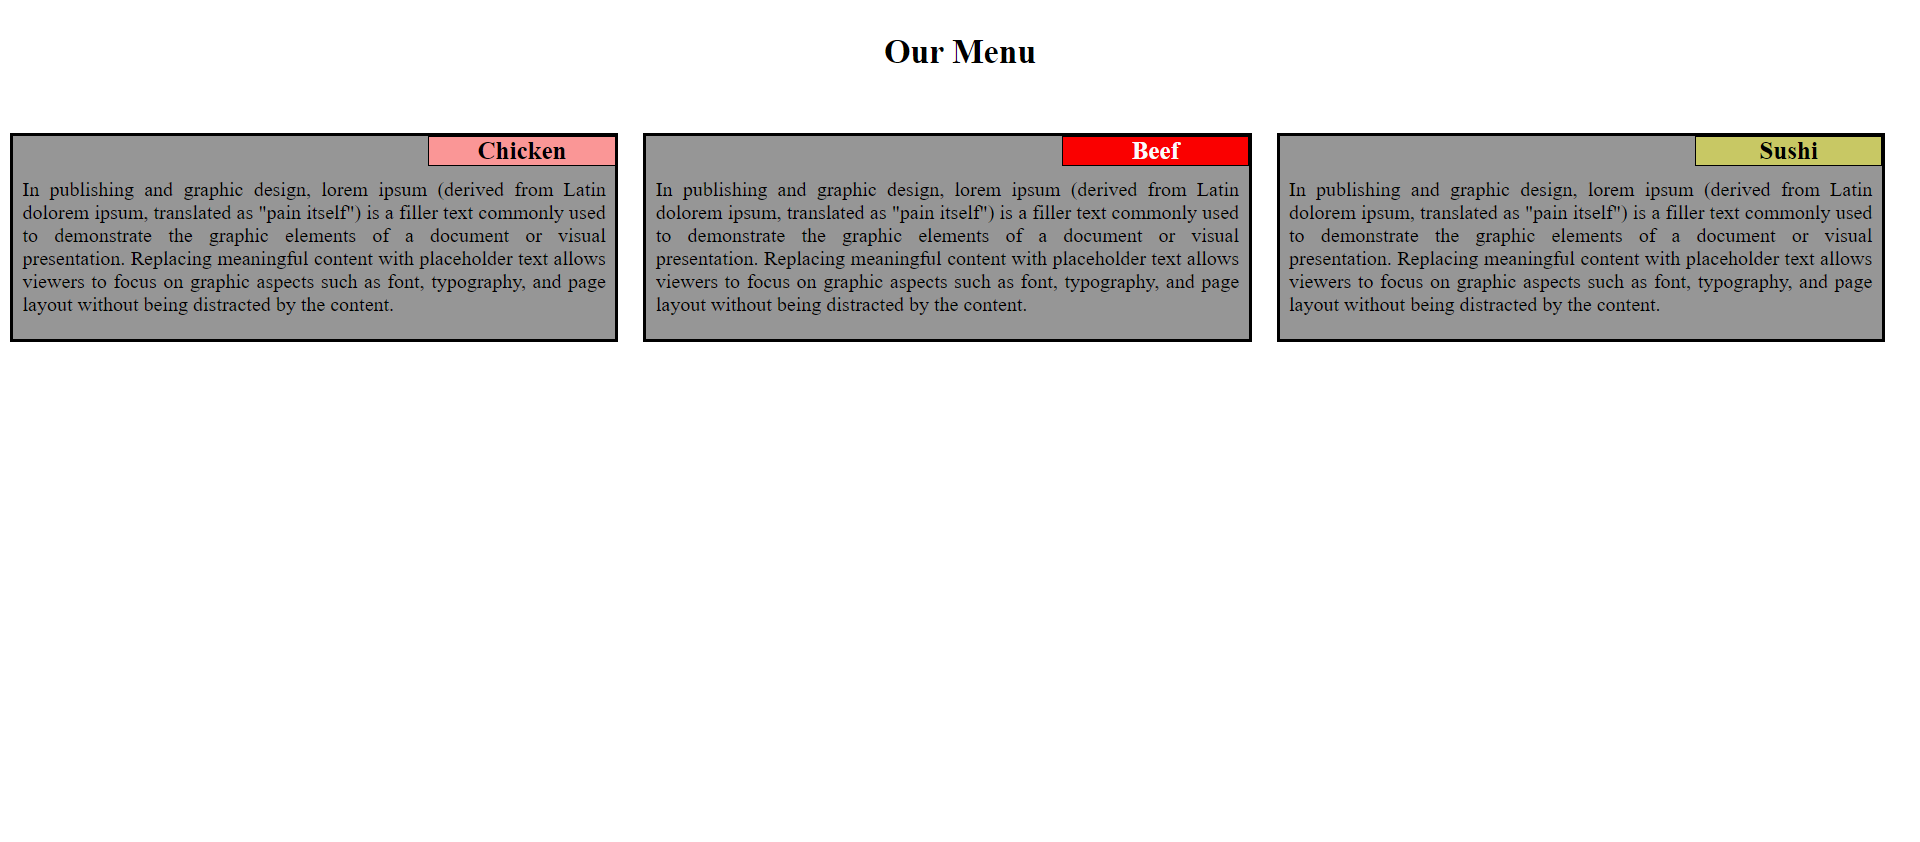 Our Menu
Chicken
In publishing and graphic design, lorem ipsum (derived from Latin
dolorem ipsum, translated as "pain itself") is a filler text commonly used
to demonstrate the graphic elements of a document or visual
presentation. Replacing meaningful content with placeholder text allows
viewers to focus on graphic aspects such as font, typography, and page
layout without being distracted by the content.
Beef
In publishing and graphic design, lorem ipsum (derived from Latin
dolorem ipsum, translated as "pain itself") is a filler text commonly used
to demonstrate the graphic elements of a document or visual
presentation. Replacing meaningful content with placeholder text allows
viewers to focus on graphic aspects such as font, typography, and page
layout without being distracted by the content.
Sushi
In publishing and graphic design, lorem ipsum (derived from Latin
dolorem ipsum, translated as "pain itself") is a filler text commonly used
to demonstrate the graphic elements of a document or visual
presentation. Replacing meaningful content with placeholder text allows
viewers to focus on graphic aspects such as font, typography, and page
layout without being distracted by the content.